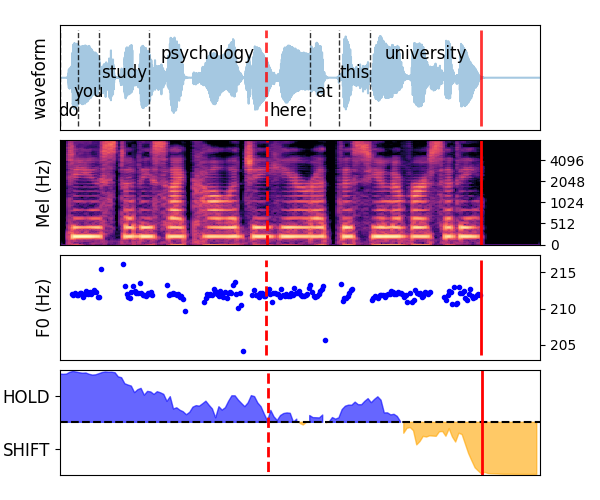 waveform
psychology
university
study
this
you
at
do
here
Mel (Hz)
4096
2048
1024
512
0
F0 (Hz)
215
210
205
HOLD
SHIFT